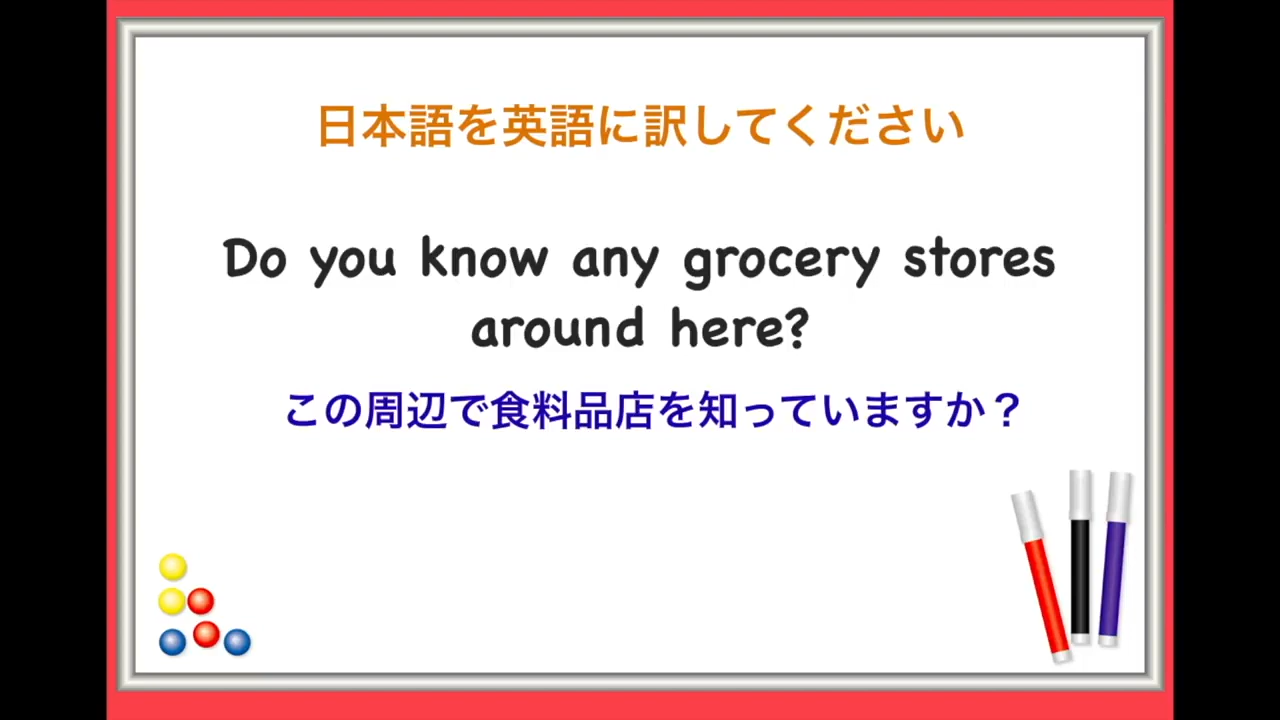 日本語を英語に訳してください
Do you know any grocery stores
around here?
この周辺で食料品店を知っていますか？